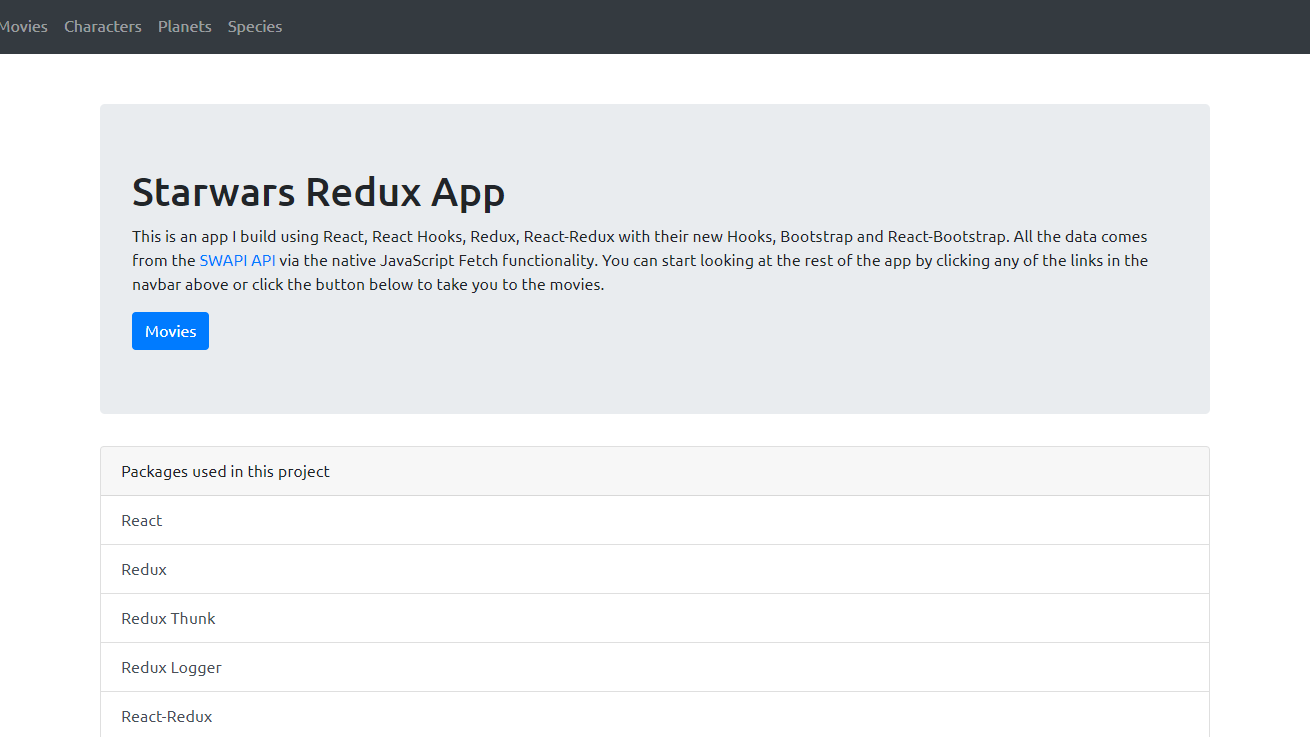 Movies Characters Planets Species
Starwars Redux App
This is an app I build using React, React Hooks, Redux, React-Redux with their new Hooks, Bootstrap and React-Bootstrap. All the data comes
from the SWAPI API via the native JavaScript Fetch functionality. You can start looking at the rest of the app by clicking any of the links in the
navbar above or click the button below to take you to the movies.
Movies
Packages used in this project
React
Redux
Redux Thunk
Redux Logger
React-Redux